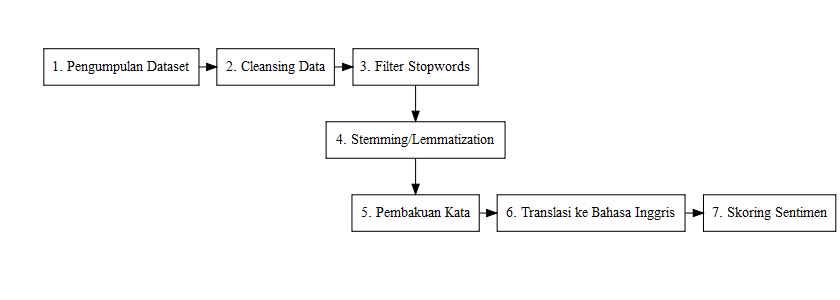 1. Pengumpulan Dataset
2. Cleansing Data
3. Filter Stopwords
4. Stemming/Lemmatization
5. Pembakuan Kata
6. Translasi ke Bahasa Inggris
7. Skoring Sentimen